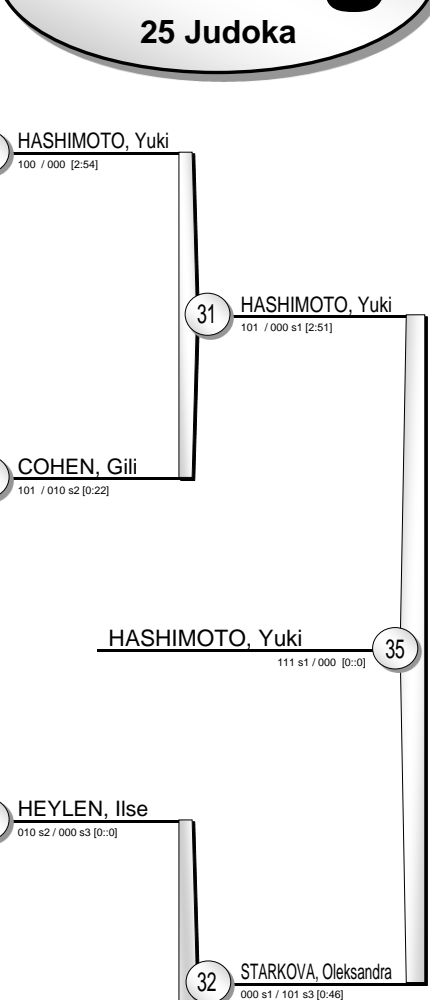 25 Judoka
HASHIMOTO, Yuki
100 / 000 [2:54]
31
HASHIMOTO, Yuki
101 / 000 s1 [2:51]
COHEN, Gili
101 / 010 s2 [0:22]
HASHIMOTO, Yuki
111 s1 / 000 [0::0]
35
HEYLEN, Ilse
010 s2 / 000 s3 [0::0]
32
STARKOVA, Oleksandra
000 s1 / 101 s3 [0:46]